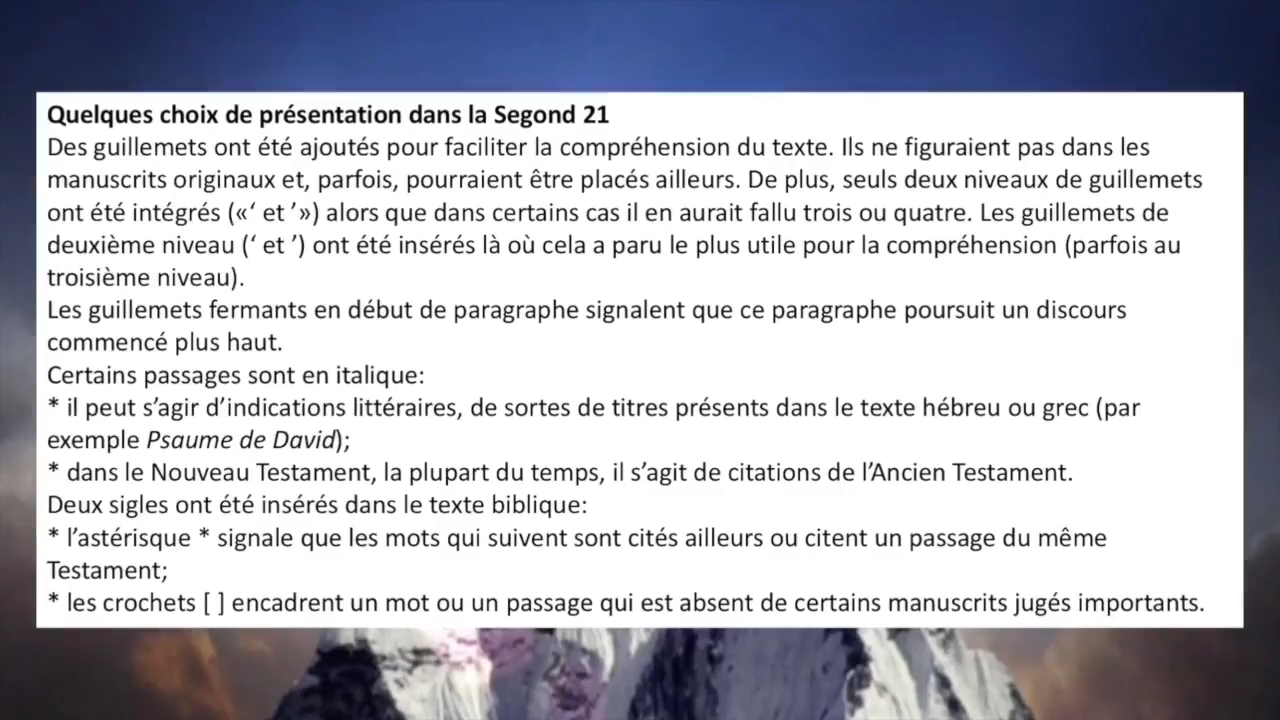 Quelques choix de présentation dans la Segond 21
Des guillemets ont été ajoutés pour faciliter la compréhension du texte. Ils ne figuraient pas dans les
manuscrits originaux et, parfois, pourraient être placés ailleurs. De plus, seuls deux niveaux de guillemets
ont été intégrés («‘ et ’») alors que dans certains cas il en aurait fallu trois ou quatre. Les guillemets de
deuxième niveau (‘ et ’) ont été insérés là où cela a paru le plus utile pour la compréhension (parfois au
troisième niveau).
Les guillemets fermants en début de paragraphe signalent que ce paragraphe poursuit un discours
commencé plus haut.
Certains passages sont en italique:
* il peut s’agir d’indications littéraires, de sortes de titres présents dans le texte hébreu ou grec (par
exemple Psaume de David);
* dans le Nouveau Testament, la plupart du temps, il s’agit de citations de l’Ancien Testament.
Deux sigles ont été insérés dans le texte biblique:
* l’astérisque * signale que les mots qui suivent sont cités ailleurs ou citent un passage du même
Testament;
* les crochets [ ] encadrent un mot ou un passage qui est absent de certains manuscrits jugés importants.